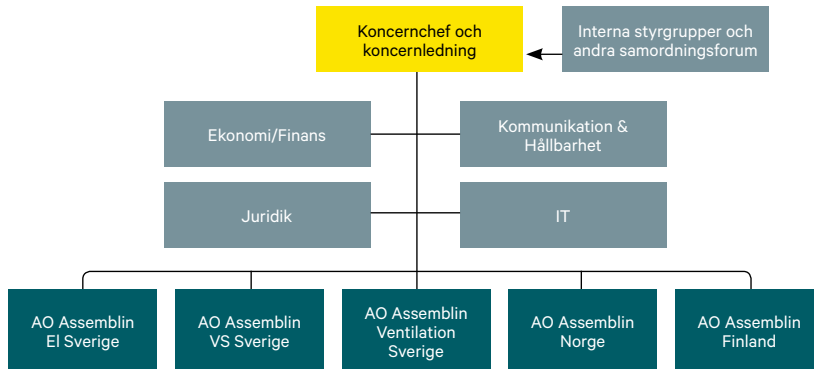 Koncernchef och
koncernledning
Interna styrgrupper och
andra samordningsforum
Ekonomi/Finans
Kommunikation &
Hållbarhet
Juridik
IT
AO Assemblin
El Sverige
AO Assemblin
VS Sverige
AO Assemblin
Ventilation
Sverige
AO Assemblin
Norge
AO Assemblin
Finland